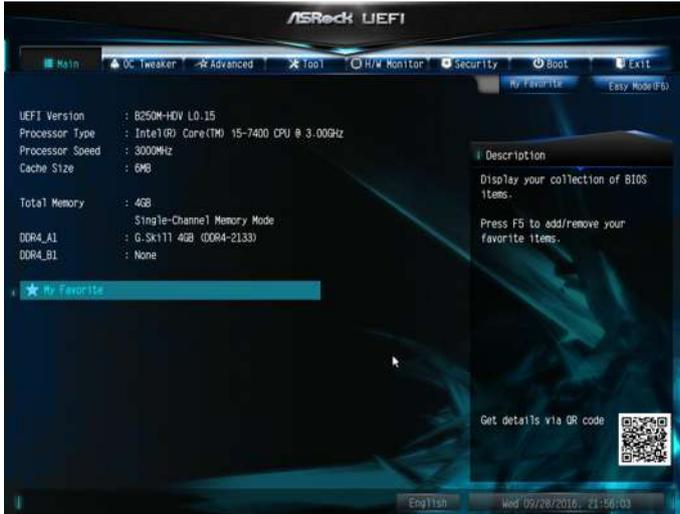 ASRock UEFI
Main OC Tweaker Advanced Tool H/W Monitor Security Boot Exit
My Favorite Easy Mode(F6)
UEFI Version : B250M-HDV L0.15
Processor Type : Intel(R) Core(TM) i5-7400 CPU @ 3.00GHz
Processor Speed : 3000MHz
Cache Size : 6MB
Total Memory : 4GB
Single-Channel Memory Mode
DDR4_A1 : G.Skill 4GB (DDR4-2133)
DDR4_B1 : None
My Favorite
Description
Display your collection of BIOS
items.
Press F5 to add/remove your
favorite items.
Get details via QR code
English Wed 09/28/2016, 21:56:03